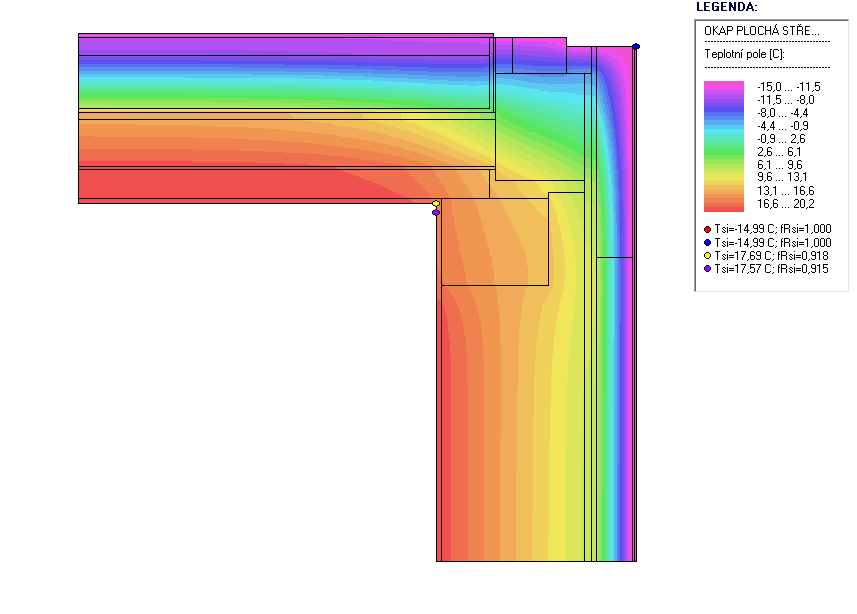 LEGENDA:
OKAP PLOCHÁ STŘE...
Teplotní pole [C]:
-15,0 ... -11,5
-11,5 ... -8,0
-8,0 ... -4,4
-4,4 ... -0,9
-0,9 ... 2,6
2,6 ... 6,1
6,1 ... 9,6
9,6 ... 13,1
13,1 ... 16,6
16,6 ... 20,2
Tsi=-14,99 C; fRsi=1,000
Tsi=-14,99 C; fRsi=1,000
Tsi=17,69 C; fRsi=0,918
Tsi=17,57 C; fRsi=0,915